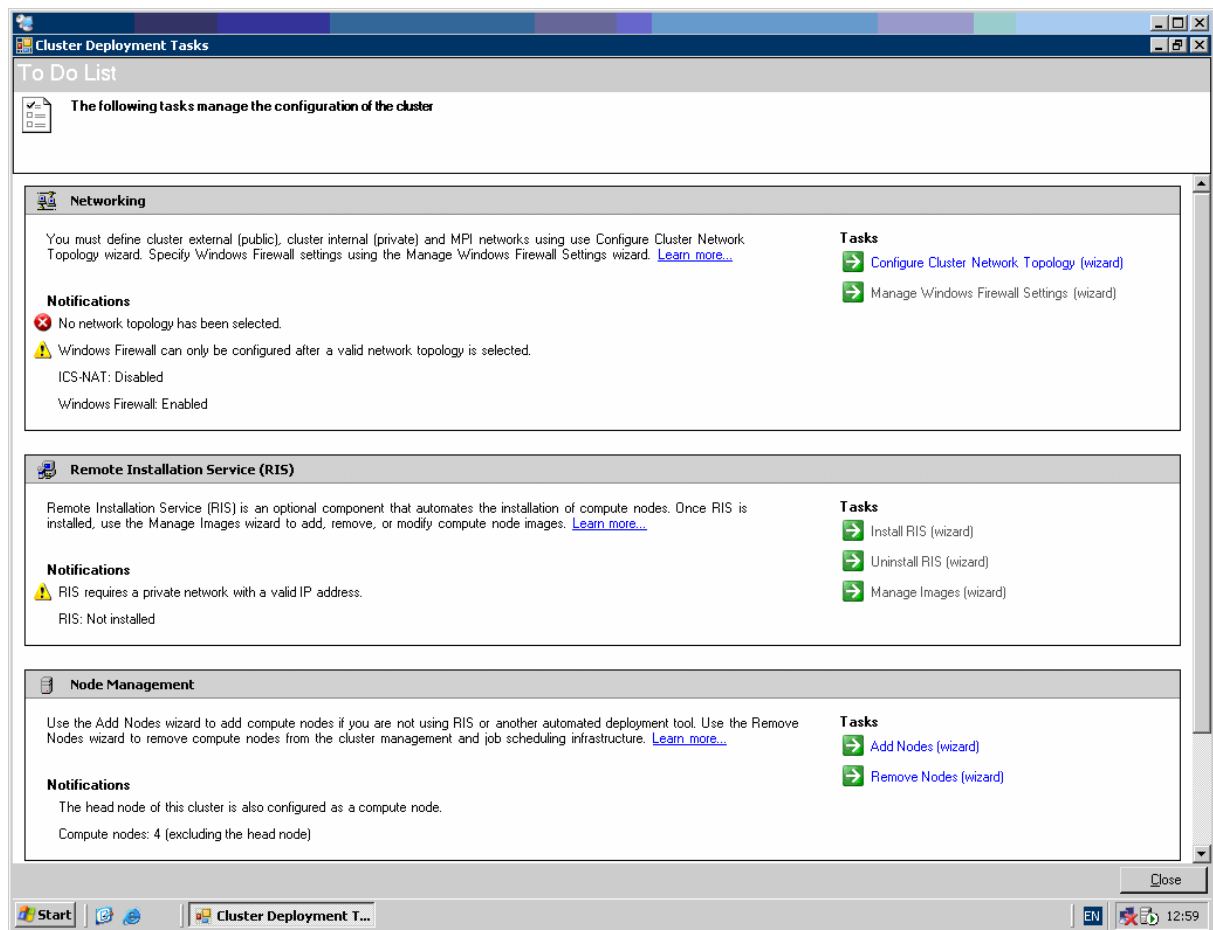 Cluster Deployment Tasks
To Do List
The following tasks manage the configuration of the cluster
Networking
You must define cluster external (public), cluster internal (private) and MPI networks using use Configure Cluster Network
Topology wizard. Specify Windows Firewall settings using the Manage Windows Firewall Settings wizard. Learn more...
Tasks
Configure Cluster Network Topology (wizard)
Manage Windows Firewall Settings (wizard)
Notifications
No network topology has been selected.
Windows Firewall can only be configured after a valid network topology is selected.
ICS-NAT: Disabled
Windows Firewall: Enabled
Remote Installation Service (RIS)
Remote Installation Service (RIS) is an optional component that automates the installation of compute nodes. Once RIS is
installed, use the Manage Images wizard to add, remove, or modify compute node images. Learn more...
Tasks
Install RIS (wizard)
Uninstall RIS (wizard)
Manage Images (wizard)
Notifications
RIS requires a private network with a valid IP address.
RIS: Not installed
Node Management
Use the Add Nodes wizard to add compute nodes if you are not using RIS or another automated deployment tool. Use the Remove
Nodes wizard to remove compute nodes from the cluster management and job scheduling infrastructure. Learn more...
Tasks
Add Nodes (wizard)
Remove Nodes (wizard)
Notifications
The head node of this cluster is also configured as a compute node.
Compute nodes: 4 (excluding the head node)
Close
Start
Cluster Deployment T...
EN
12:59